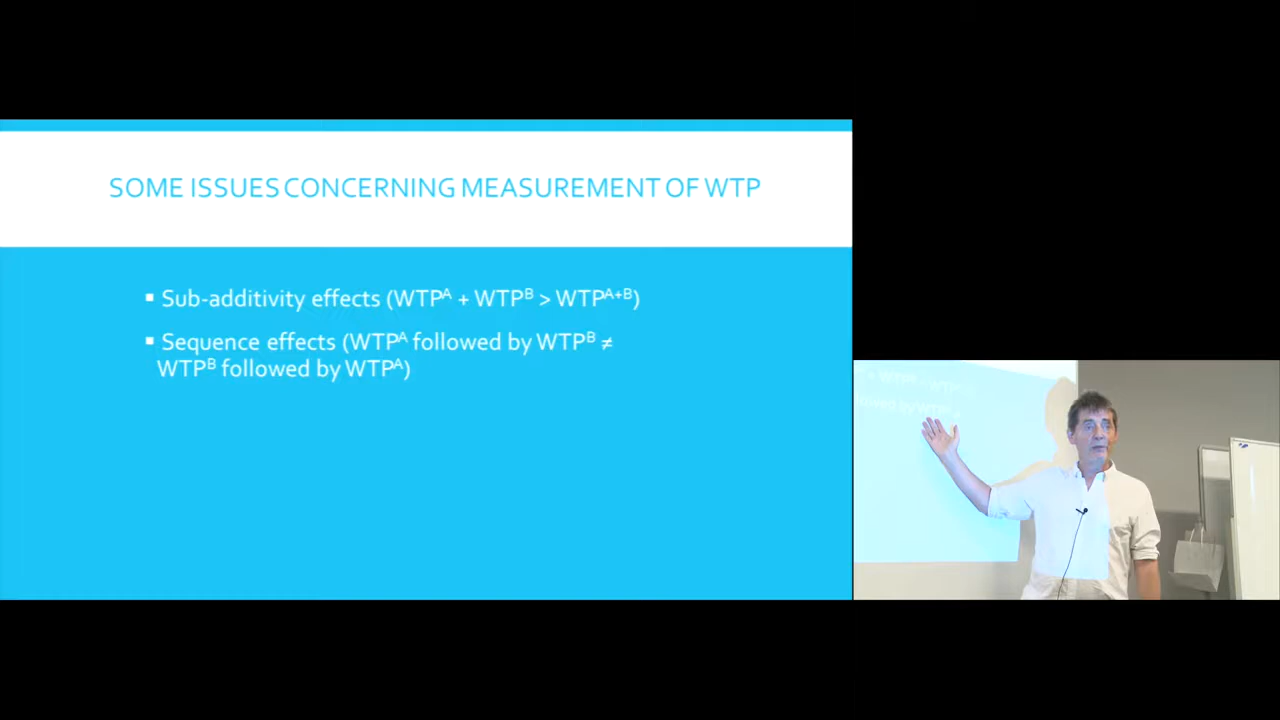 SOME ISSUES CONCERNING MEASUREMENT OF WTP
▪ Sub-additivity effects (WTPᴬ + WTPᴮ > WTPᴬ⁺ᴮ)
▪ Sequence effects (WTPᴬ followed by WTPᴮ ≠
WTPᴮ followed by WTPᴬ)